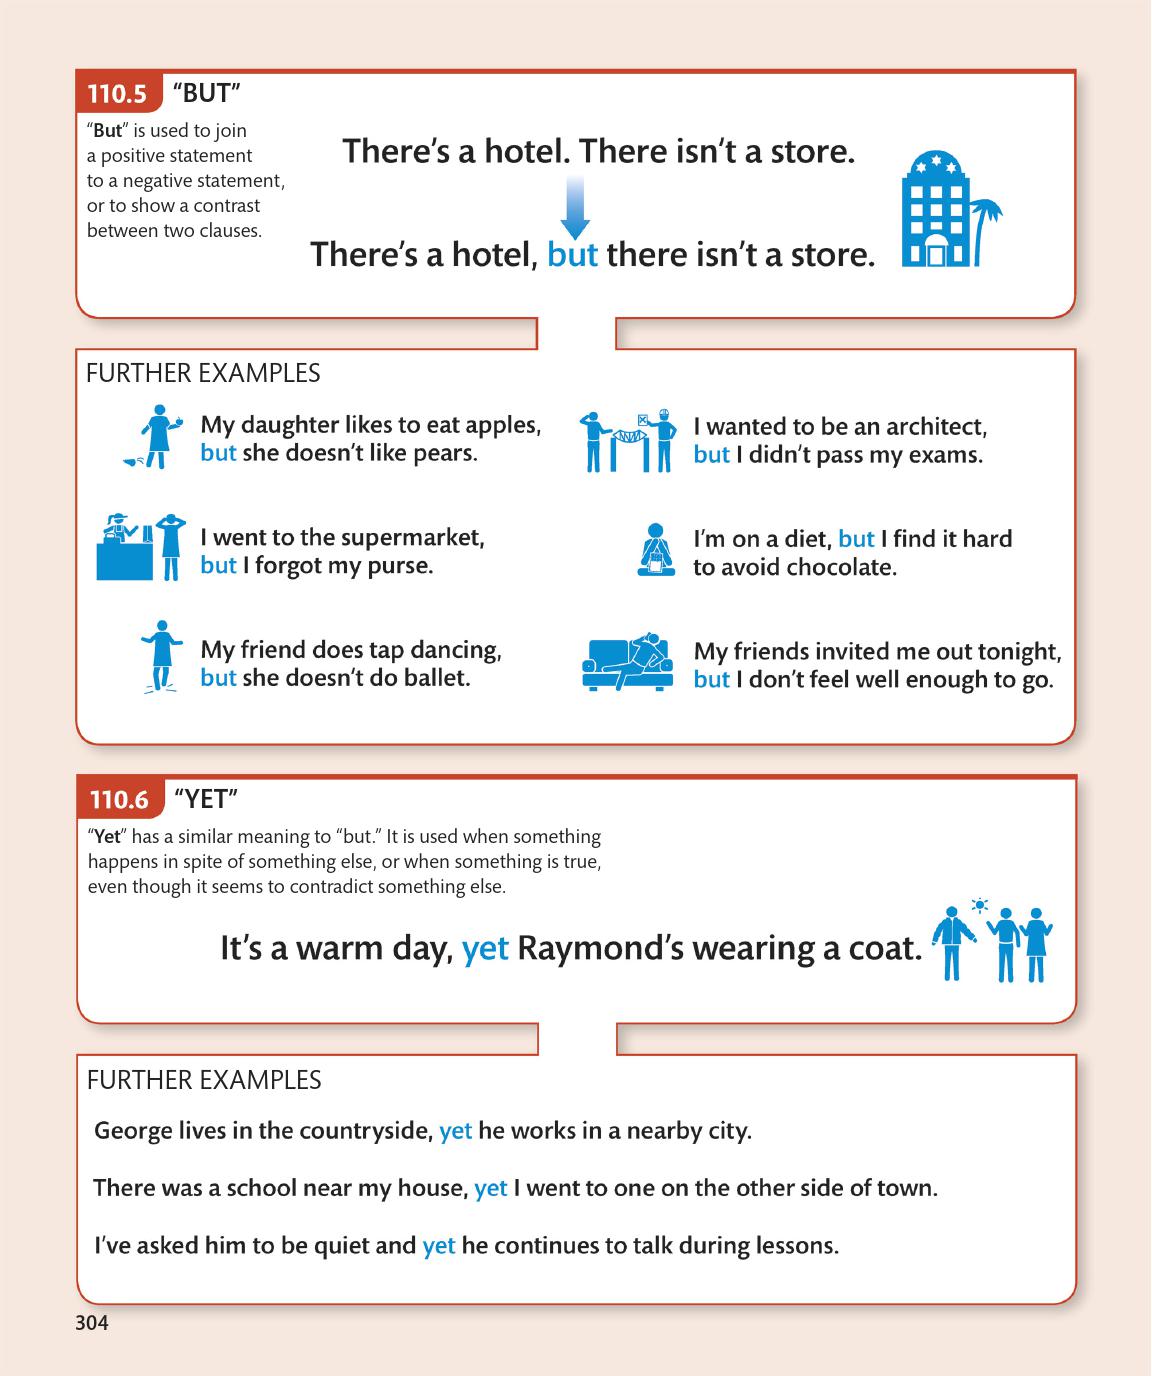 110.5 “BUT”
“But” is used to join
a positive statement
to a negative statement,
or to show a contrast
between two clauses.
There’s a hotel. There isn’t a store.
There’s a hotel, but there isn’t a store.
FURTHER EXAMPLES
My daughter likes to eat apples,
but she doesn’t like pears.
I wanted to be an architect,
but I didn’t pass my exams.
I went to the supermarket,
but I forgot my purse.
I’m on a diet, but I find it hard
to avoid chocolate.
My friend does tap dancing,
but she doesn’t do ballet.
My friends invited me out tonight,
but I don’t feel well enough to go.
110.6 “YET”
“Yet” has a similar meaning to “but.” It is used when something
happens in spite of something else, or when something is true,
even though it seems to contradict something else.
It’s a warm day, yet Raymond’s wearing a coat.
FURTHER EXAMPLES
George lives in the countryside, yet he works in a nearby city.
There was a school near my house, yet I went to one on the other side of town.
I’ve asked him to be quiet and yet he continues to talk during lessons.
304